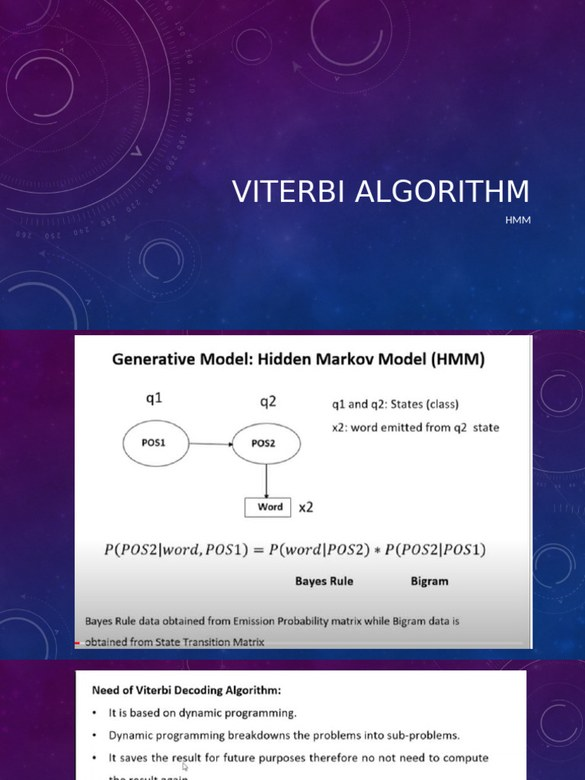 VITERBI ALGORITHM
HMM
Generative Model: Hidden Markov Model (HMM)
q1
q2
q1 and q2: States (class)
x2: word emitted from q2 state
POS1
POS2
Word
x2
P(POS2|word, POS1) = P(word|POS2) * P(POS2|POS1)
Bayes Rule
Bigram
Bayes Rule data obtained from Emission Probability matrix while Bigram data is
obtained from State Transition Matrix
Need of Viterbi Decoding Algorithm:
• It is based on dynamic programming.
• Dynamic programming breakdowns the problems into sub-problems.
• It saves the result for future purposes therefore no not need to compute
the result again